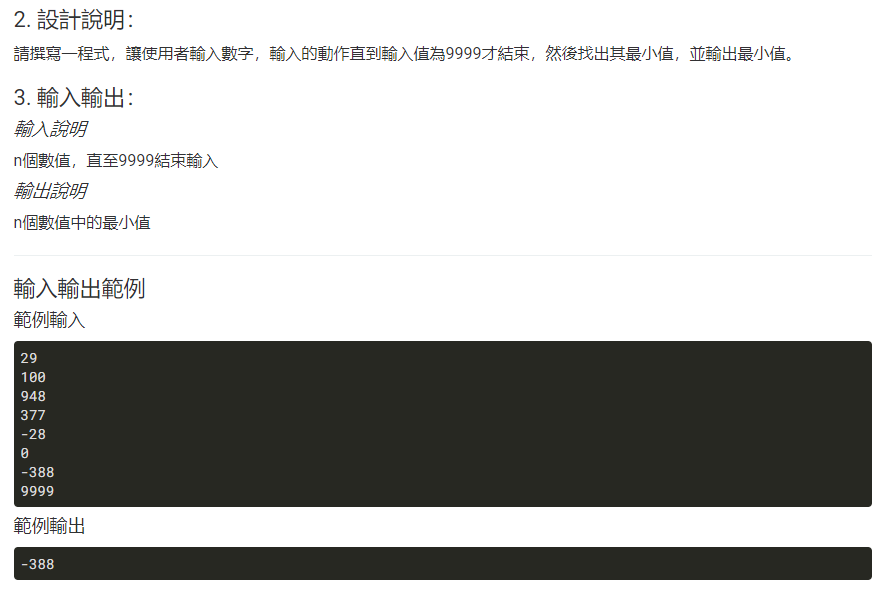 2. 設計說明：
請撰寫一程式，讓使用者輸入數字，輸入的動作直到輸入值為9999才結束，然後找出其最小值，並輸出最小值。
3. 輸入輸出：
輸入說明
n個數值，直至9999結束輸入
輸出說明
n個數值中的最小值
輸入輸出範例
範例輸入
29
100
948
377
-28
0
-388
9999
範例輸出
-388